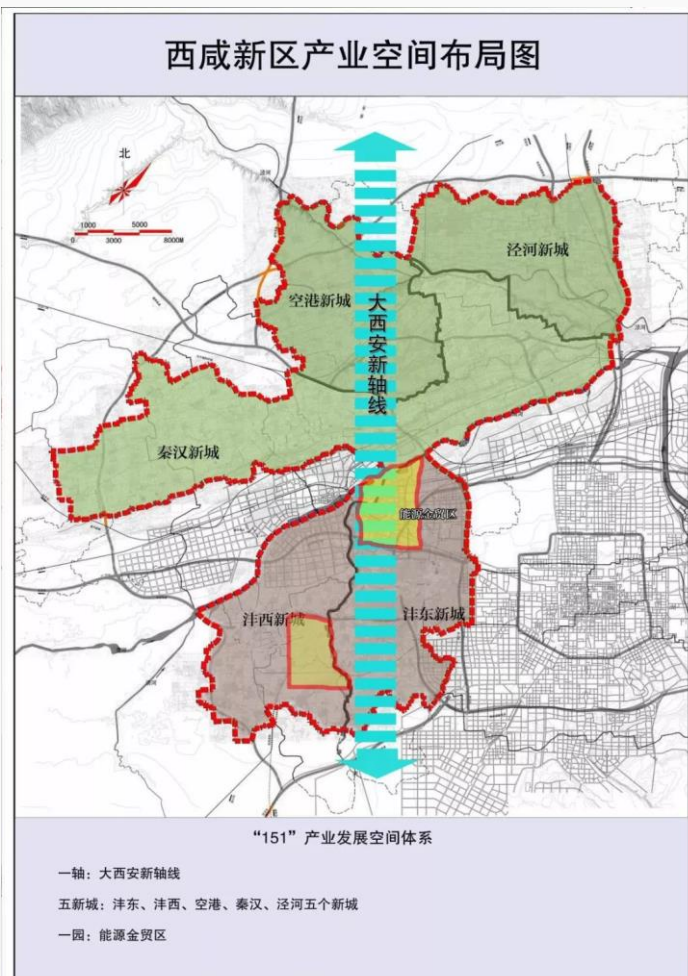 西咸新区产业空间布局图
北
1000 5000
0 3000 8000M
泾河新城
空港新城
大西安新轴线
秦汉新城
能源金贸区
沣西新城
沣东新城
“151”产业发展空间体系
一轴：大西安新轴线
五新城：沣东、沣西、空港、秦汉、泾河五个新城
一园：能源金贸区